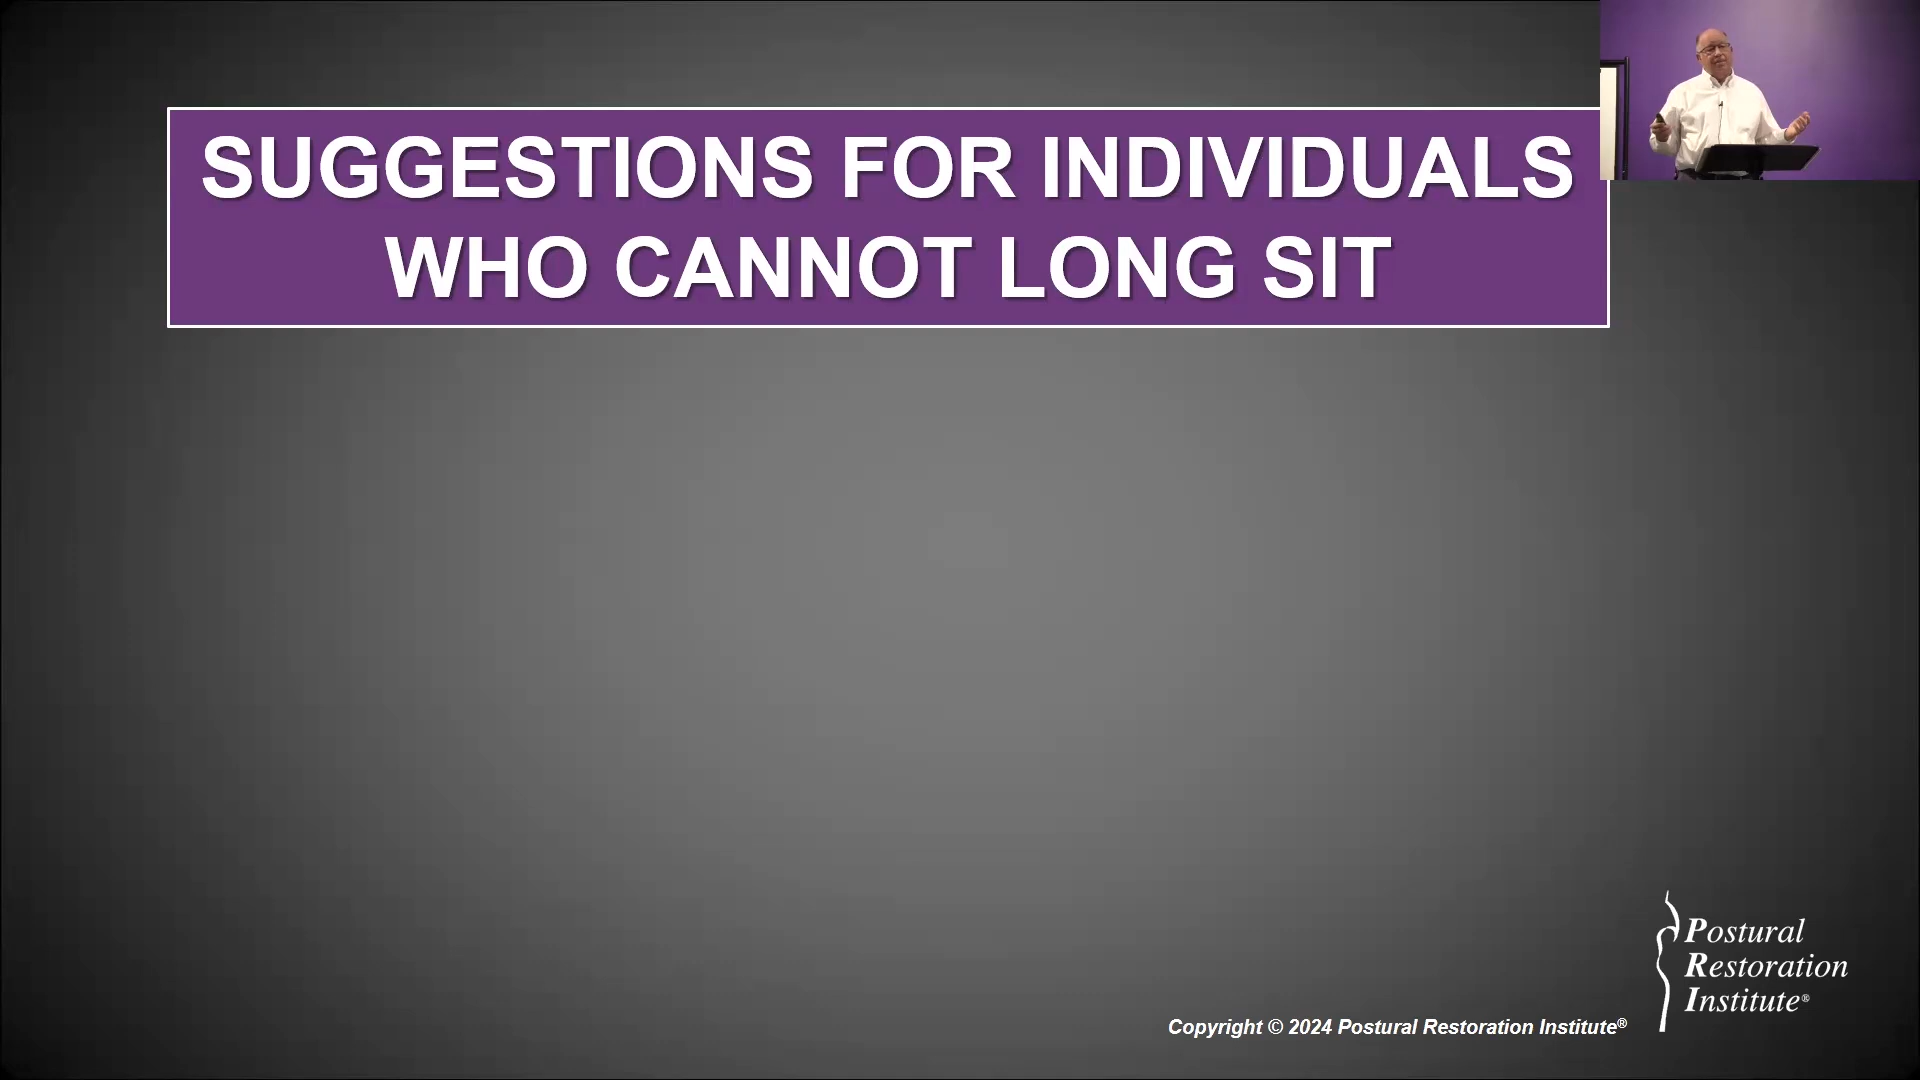 SUGGESTIONS FOR INDIVIDUALS
WHO CANNOT LONG SIT
Postural
Restoration
Institute®
Copyright © 2024 Postural Restoration Institute®